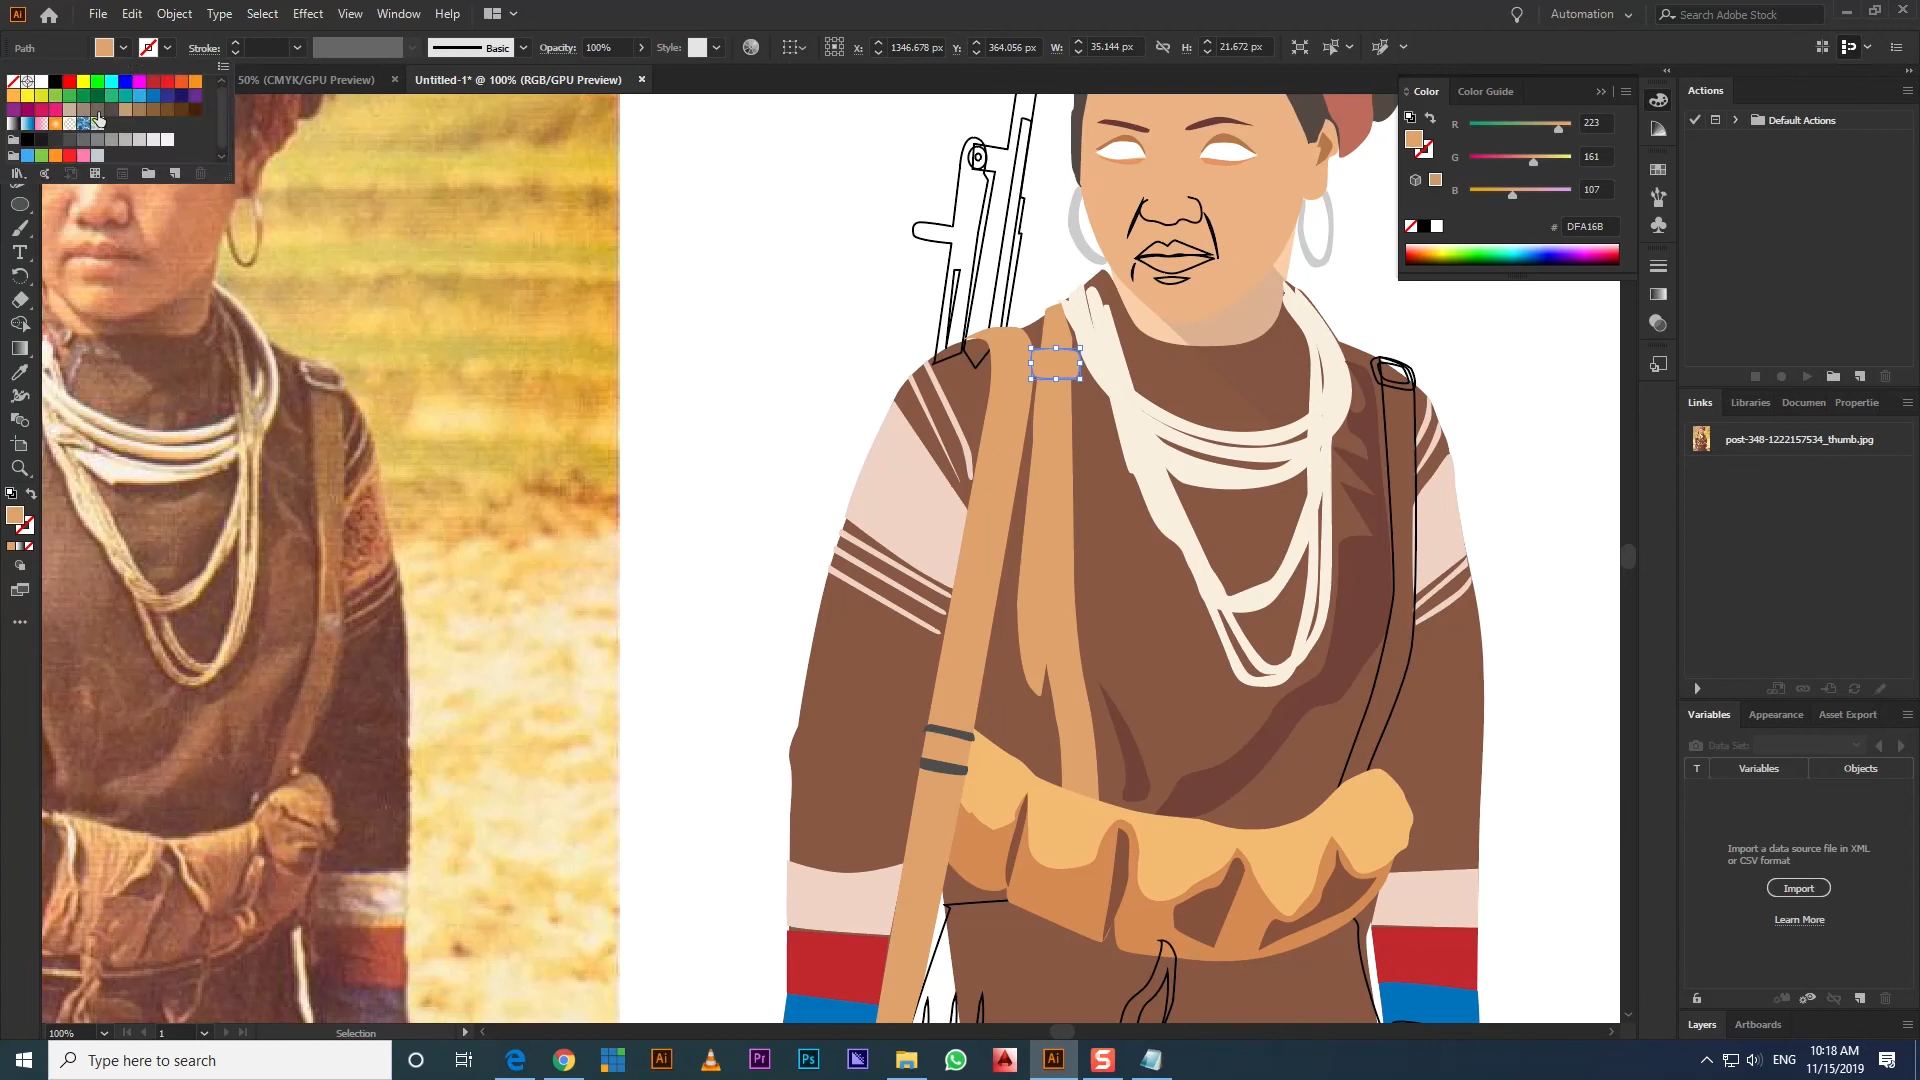 Ai File Edit Object Type Select Effect View Window Help Automation Search Adobe Stock
Path Stroke: Basic Opacity: 100% Style: X: 1346.678 px Y: 364.056 px W: 35.144 px H: 21.672 px
50% (CMYK/GPU Preview) × Untitled-1* @ 100% (RGB/GPU Preview) ×
Color Color Guide
R 223
G 161
B 107
# DFA16B
Actions
Default Actions
Links Libraries Documen Propertie
post-348-1222157534_thumb.jpg
Variables Appearance Asset Export
Data Set:
T Variables Objects
Import a data source file in XML
or CSV format
Import
Learn More
Layers Artboards
100% 1 Selection
Type here to search
Ai Pr Ps Ai S
ENG
10:18 AM
11/15/2019